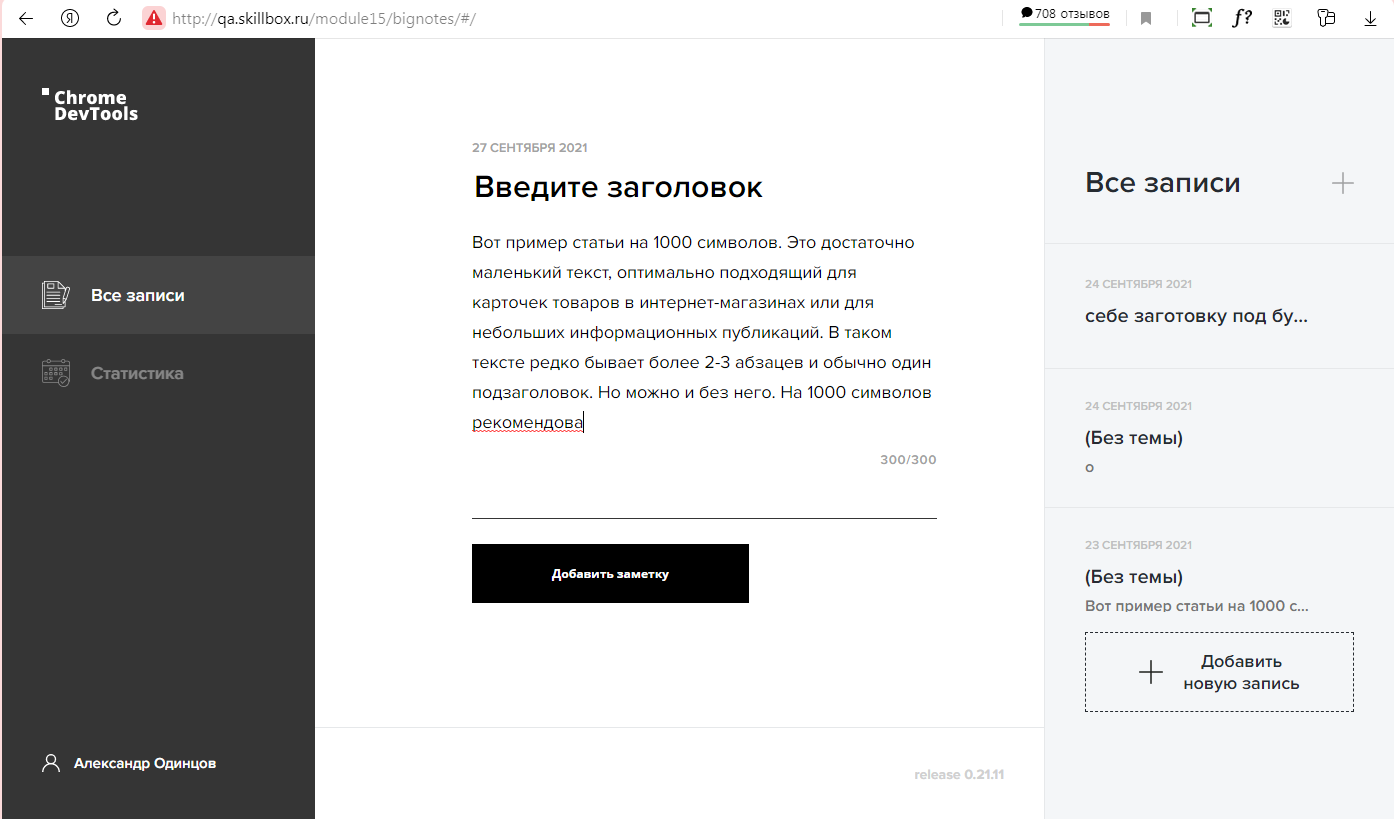 http://qa.skillbox.ru/module15/bignotes/#/
708 отзывов
f?
Chrome
DevTools
Все записи
Статистика
Александр Одинцов
27 СЕНТЯБРЯ 2021
Введите заголовок
Вот пример статьи на 1000 символов. Это достаточно
маленький текст, оптимально подходящий для
карточек товаров в интернет-магазинах или для
небольших информационных публикаций. В таком
тексте редко бывает более 2-3 абзацев и обычно один
подзаголовок. Но можно и без него. На 1000 символов
рекомендова
300/300
Добавить заметку
release 0.21.11
Все записи
24 СЕНТЯБРЯ 2021
себе заготовку под бу...
24 СЕНТЯБРЯ 2021
(Без темы)
о
23 СЕНТЯБРЯ 2021
(Без темы)
Вот пример статьи на 1000 с...
Добавить
новую запись